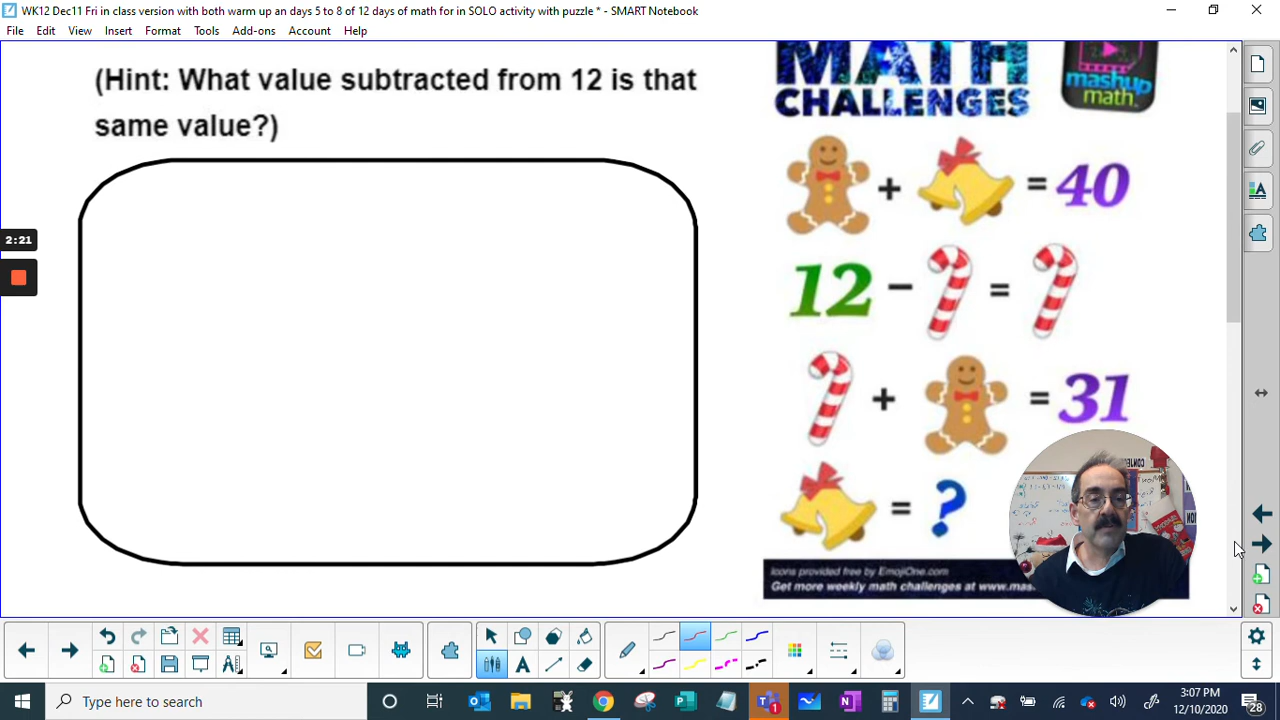 WK12 Dec11 Fri in class version with both warm up an days 5 to 8 of 12 days of math for in SOLO activity with puzzle * - SMART Notebook
File Edit View Insert Format Tools Add-ons Account Help
(Hint: What value subtracted from 12 is that
same value?)
MATH
CHALLENGES
mashup
math
+ = 40
12 - =
+ = 31
= ?
Icons provided free by EmojiOne.com
Get more weekly math challenges at www.mas
2:21
Type here to search
1
3:07 PM
12/10/2020
28